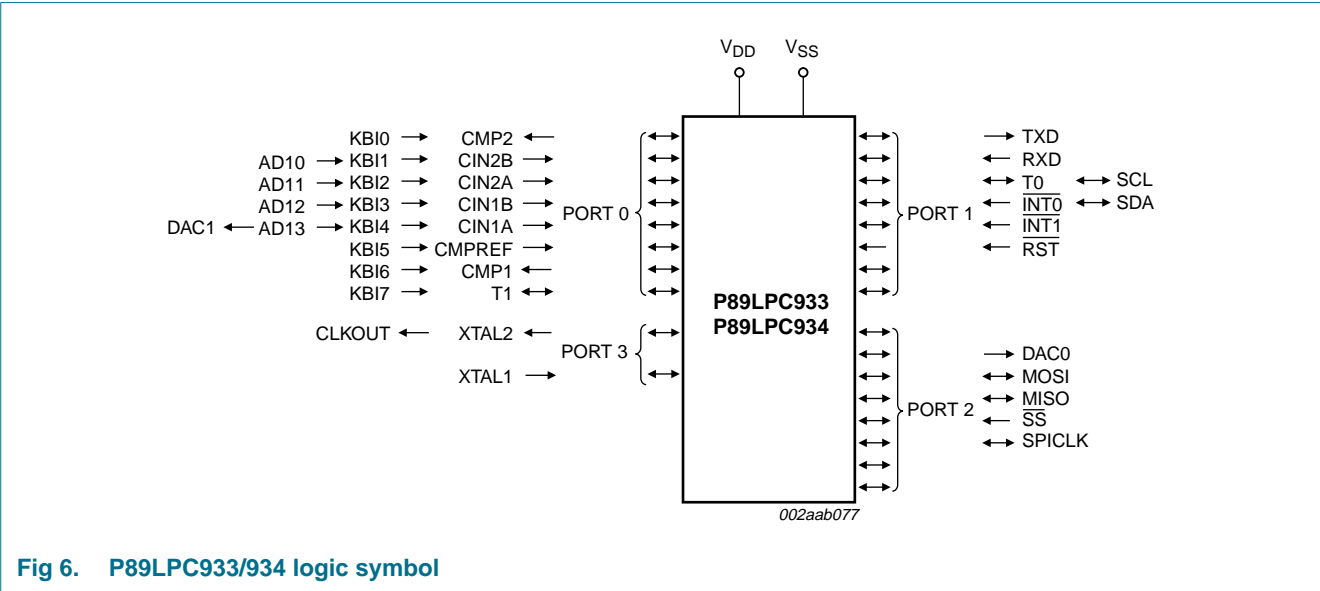 VDD VSS
KBI0 CMP2 TXD
AD10 KBI1 CIN2B RXD
AD11 KBI2 CIN2A T0 SCL
AD12 KBI3 CIN1B PORT 0 PORT 1 INT0 SDA
DAC1 AD13 KBI4 CIN1A INT1
KBI5 CMPREF RST
KBI6 CMP1
KBI7 T1
P89LPC933
P89LPC934
CLKOUT XTAL2 PORT 3
XTAL1
DAC0
MOSI
MISO
PORT 2 SS
SPICLK
002aab077
Fig 6. P89LPC933/934 logic symbol